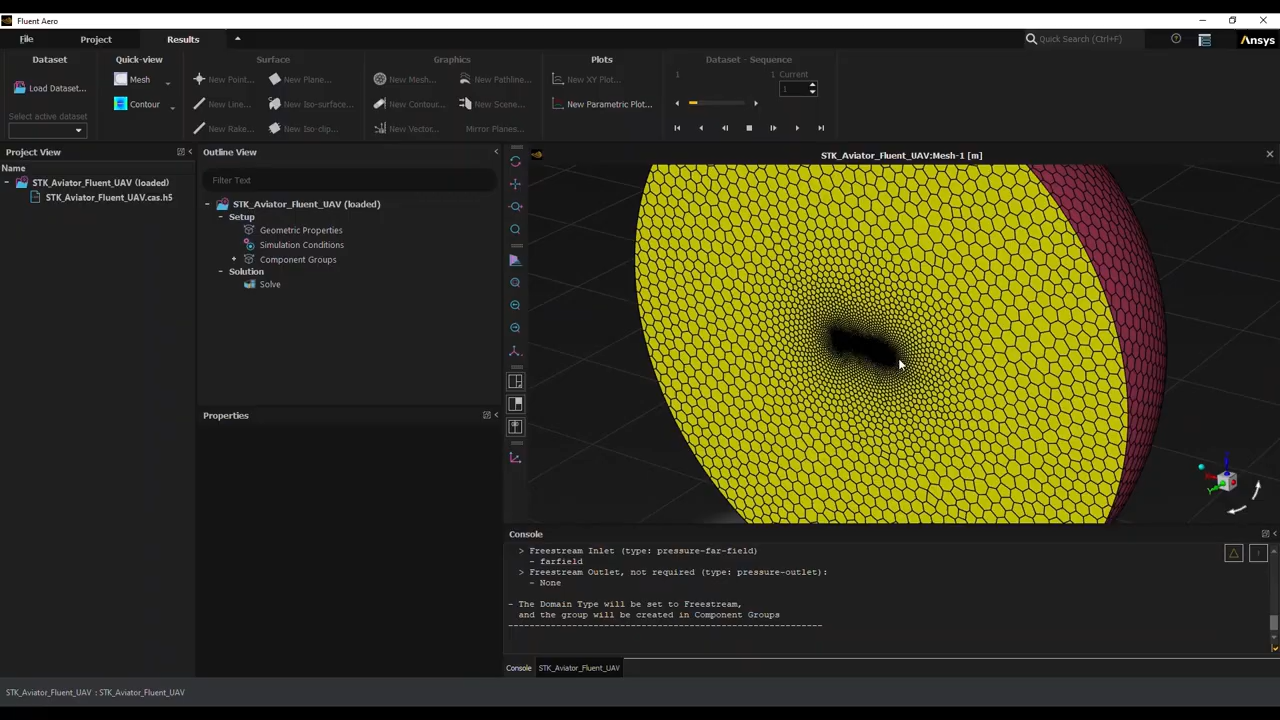 Fluent Aero
File
Project
Results
Quick Search (Ctrl+F)
Ansys
Dataset
Quick-view
Surface
Graphics
Plots
Dataset - Sequence
Load Dataset...
Select active dataset
Mesh
Contour
New Point...
New Line...
New Rake...
New Plane...
New Iso-surface...
New Iso-clip...
New Mesh...
New Contour...
New Vector...
New Pathline...
New Scene...
Mirror Planes...
New XY Plot...
New Parametric Plot...
1
1
Current
1
Project View
Name
STK_Aviator_Fluent_UAV (loaded)
STK_Aviator_Fluent_UAV.cas.h5
Outline View
Filter Text
STK_Aviator_Fluent_UAV (loaded)
Setup
Geometric Properties
Simulation Conditions
Component Groups
Solution
Solve
Properties
STK_Aviator_Fluent_UAV:Mesh-1 [m]
Console
> Freestream Inlet (type: pressure-far-field)
- farfield
> Freestream Outlet, not required (type: pressure-outlet):
- None
- The Domain Type will be set to Freestream,
and the group will be created in Component Groups
------------------------------------------------------------
Console
STK_Aviator_Fluent_UAV
STK_Aviator_Fluent_UAV : STK_Aviator_Fluent_UAV